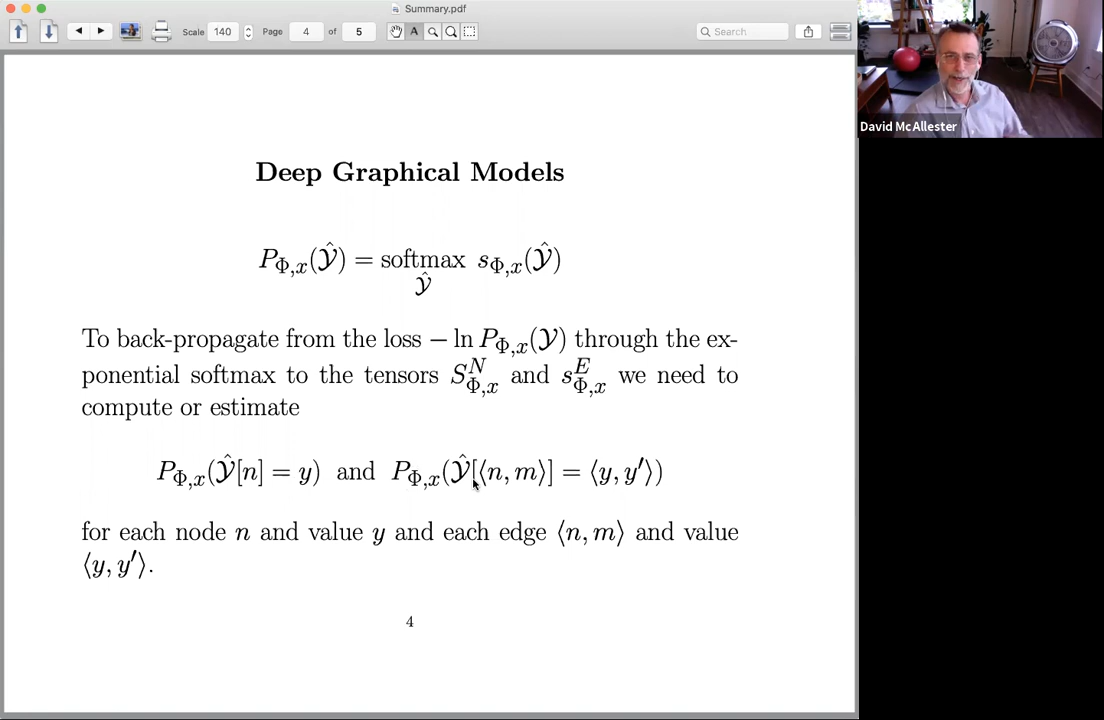 Summary.pdf
Scale 140 Page 4 of 5 A Search
David McAllester
Deep Graphical Models
P_{Φ,x}(𝒴̂) = softmax s_{Φ,x}(𝒴̂)
𝒴̂
To back-propagate from the loss − ln P_{Φ,x}(𝒴) through the ex-
ponential softmax to the tensors S^N_{Φ,x} and s^E_{Φ,x} we need to
compute or estimate
P_{Φ,x}(𝒴̂[n] = y) and P_{Φ,x}(𝒴̂[⟨n, m⟩] = ⟨y, y′⟩)
for each node n and value y and each edge ⟨n, m⟩ and value
⟨y, y′⟩.
4